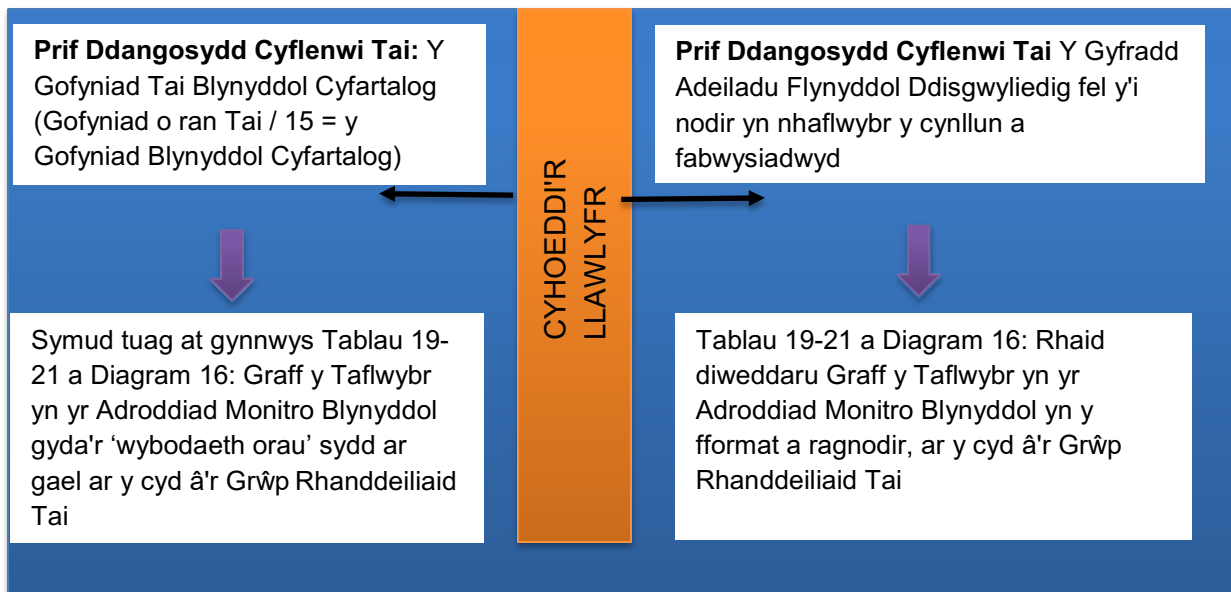 Prif Ddangosydd Cyflenwi Tai: Y
Gofyniad Tai Blynyddol Cyfartalog
(Gofyniad o ran Tai / 15 = y
Gofyniad Blynyddol Cyfartalog)
Symud tuag at gynnwys Tablau 19-
21 a Diagram 16: Graff y Taflwybr
yn yr Adroddiad Monitro Blynyddol
gyda'r ‘wybodaeth orau’ sydd ar
gael ar y cyd â'r Grŵp Rhanddeiliaid
Tai
CYHOEDDI'R
LLAWLYFR
Prif Ddangosydd Cyflenwi Tai Y Gyfradd
Adeiladu Flynyddol Ddisgwyliedig fel y'i
nodir yn nhaflwybr y cynllun a
fabwysiadwyd
Tablau 19-21 a Diagram 16: Rhaid
diweddaru Graff y Taflwybr yn yr
Adroddiad Monitro Blynyddol yn y
fformat a ragnodir, ar y cyd â'r Grŵp
Rhanddeiliaid Tai